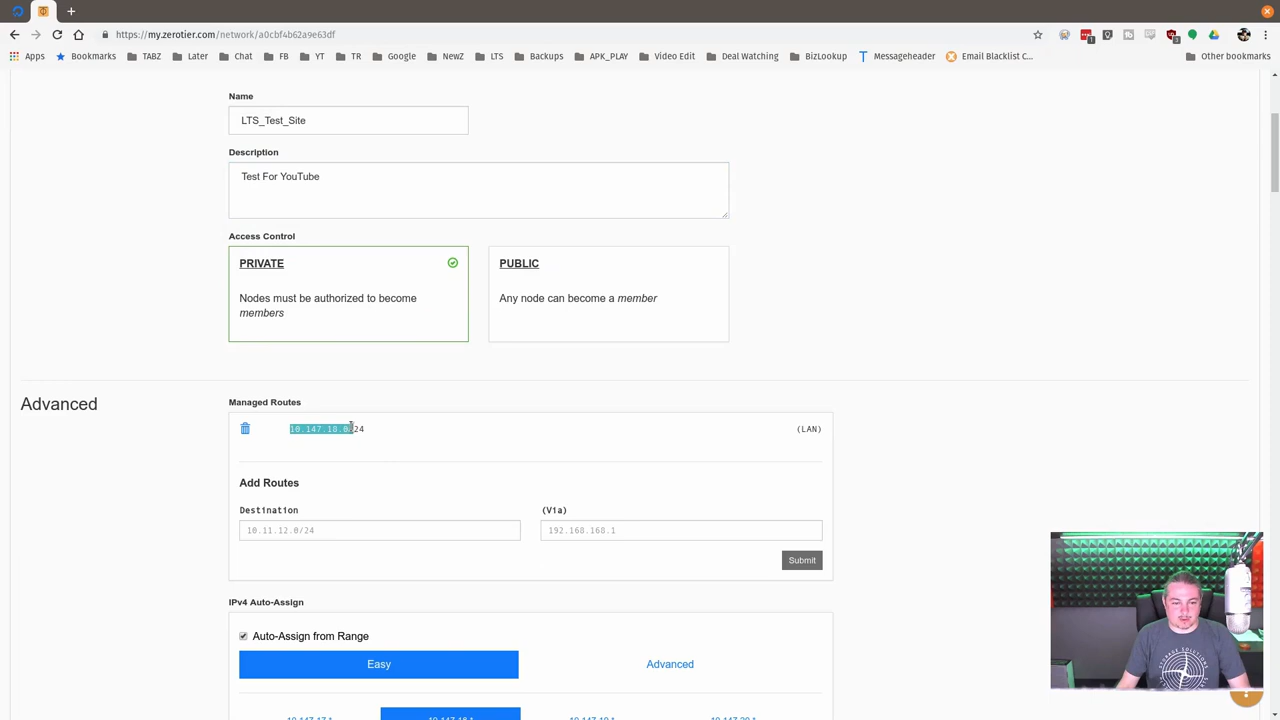 https://my.zerotier.com/network/a0cbf4b62a9e63df
Apps Bookmarks TABZ Later Chat FB YT TR Google NewZ LTS Backups APK_PLAY Video Edit Deal Watching BizLookup Messageheader Email Blacklist C... Other bookmarks
Name
LTS_Test_Site
Description
Test For YouTube
Access Control
PRIVATE
Nodes must be authorized to become
members
PUBLIC
Any node can become a member
Advanced
Managed Routes
10.147.18.0/24 (LAN)
Add Routes
Destination (Via)
10.11.12.0/24 192.168.168.1
Submit
IPv4 Auto-Assign
Auto-Assign from Range
Easy Advanced